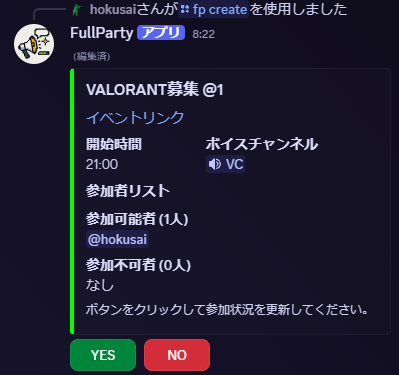 hokusaiさんが fp create を使用しました
FullParty アプリ 8:22
(編集済)
VALORANT募集 @1
イベントリンク
開始時間 ボイスチャンネル
21:00 VC
参加者リスト
参加可能者 (1人)
@hokusai
参加不可者 (0人)
なし
ボタンをクリックして参加状況を更新してください。
YES NO